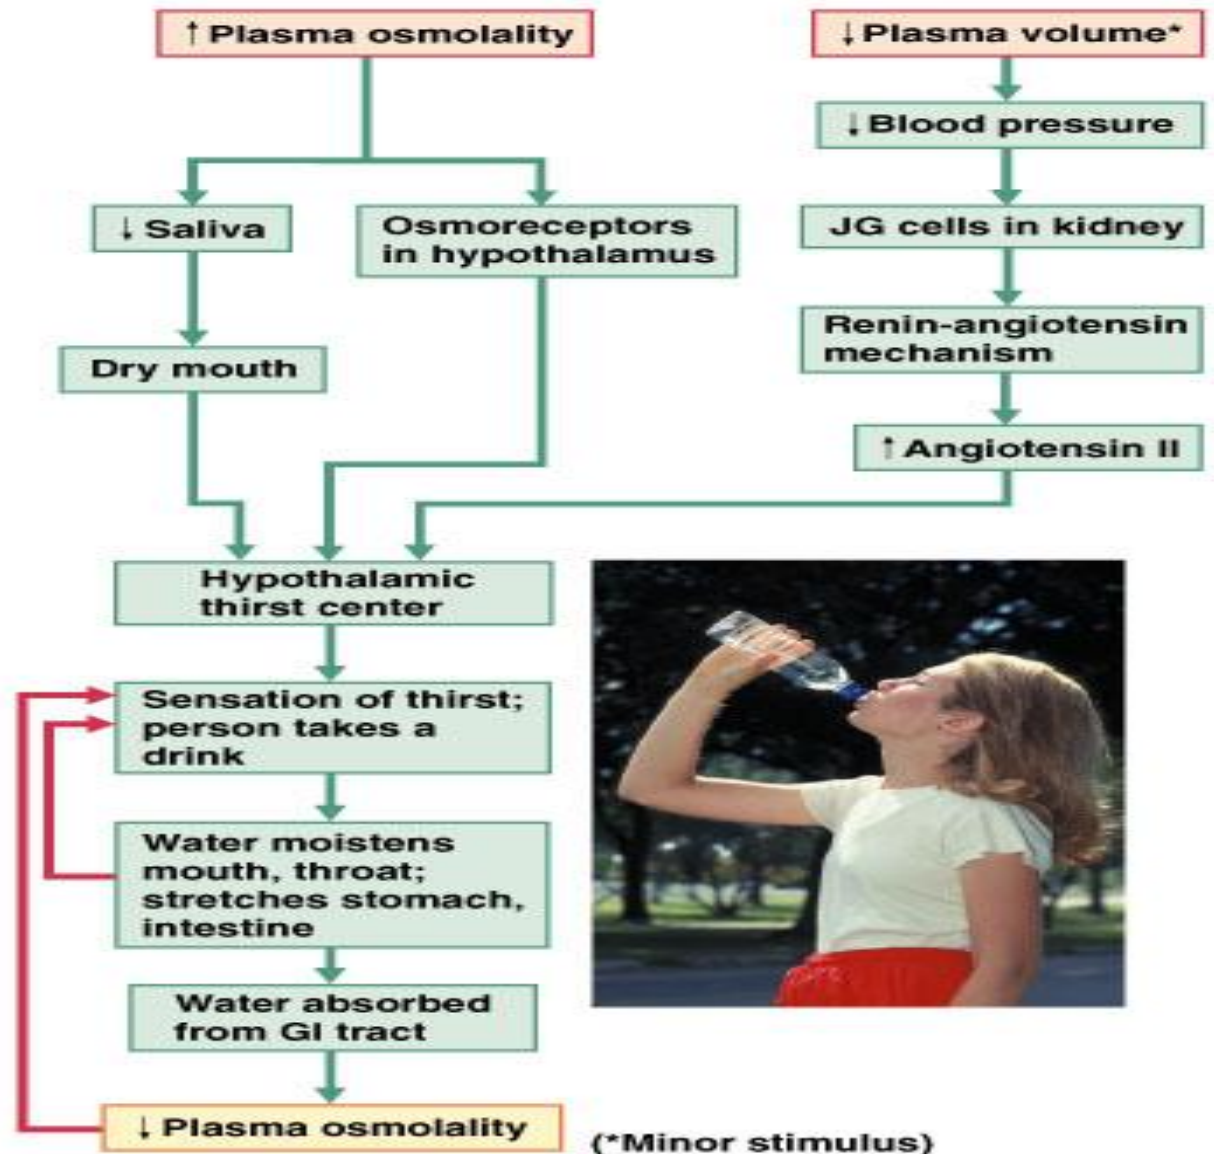 ↑Plasma osmolality
↓Plasma volume*
↓Blood pressure
↓Saliva
Osmoreceptors
in hypothalamus
JG cells in kidney
Renin-angiotensin
mechanism
Dry mouth
↑Angiotensin II
Hypothalamic
thirst center
Sensation of thirst;
person takes a
drink
Water moistens
mouth, throat;
stretches stomach,
intestine
Water absorbed
from GI tract
↓Plasma osmolality
(*Minor stimulus)